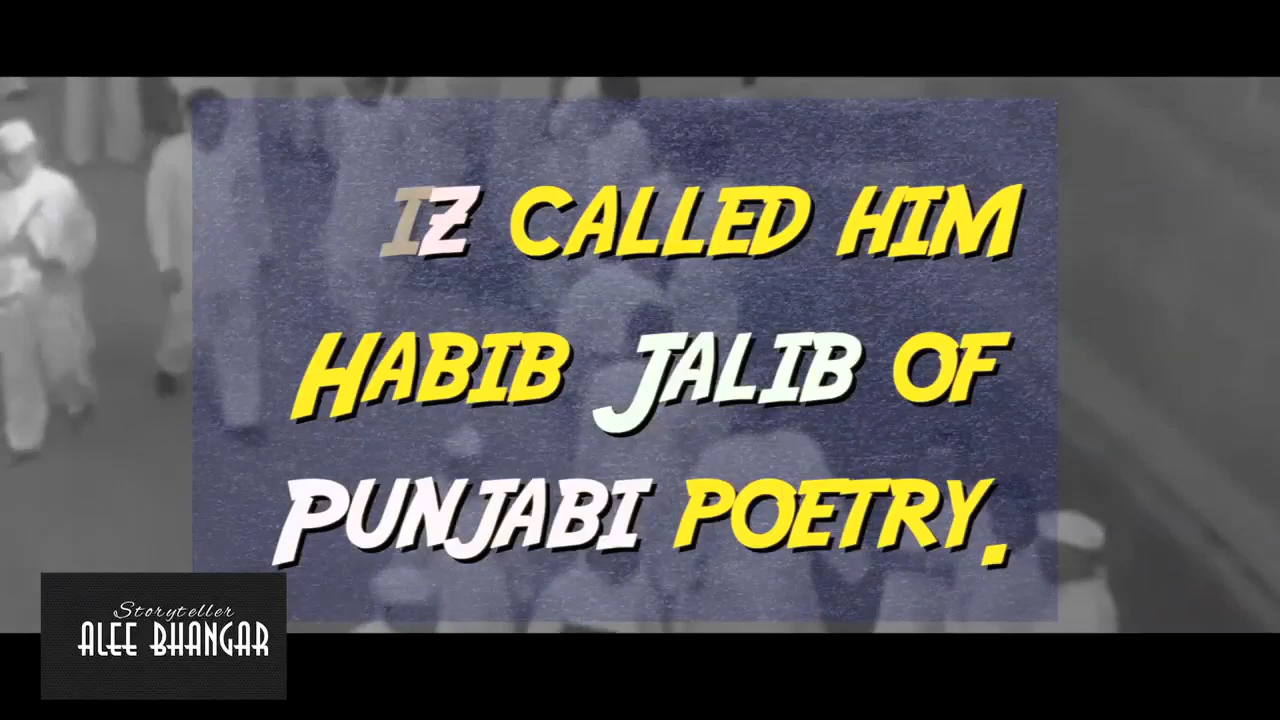 IZ CALLED HIM
HABIB JALIB OF
PUNJABI POETRY.
Storyteller
ALEE BHANGAR